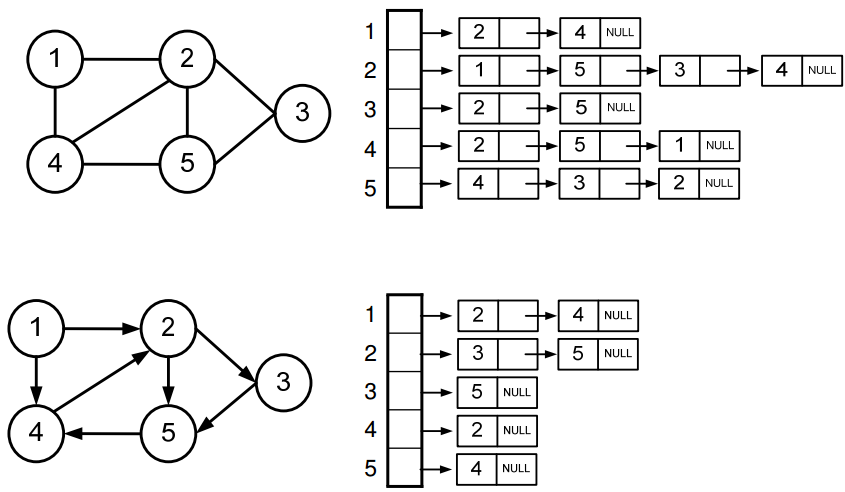 1 2 3 4 5
1 2 4 NULL
2 1 5 3 4 NULL
3 2 5 NULL
4 2 5 1 NULL
5 4 3 2 NULL
1 2 3 4 5
1 2 4 NULL
2 3 5 NULL
3 5 NULL
4 2 NULL
5 4 NULL